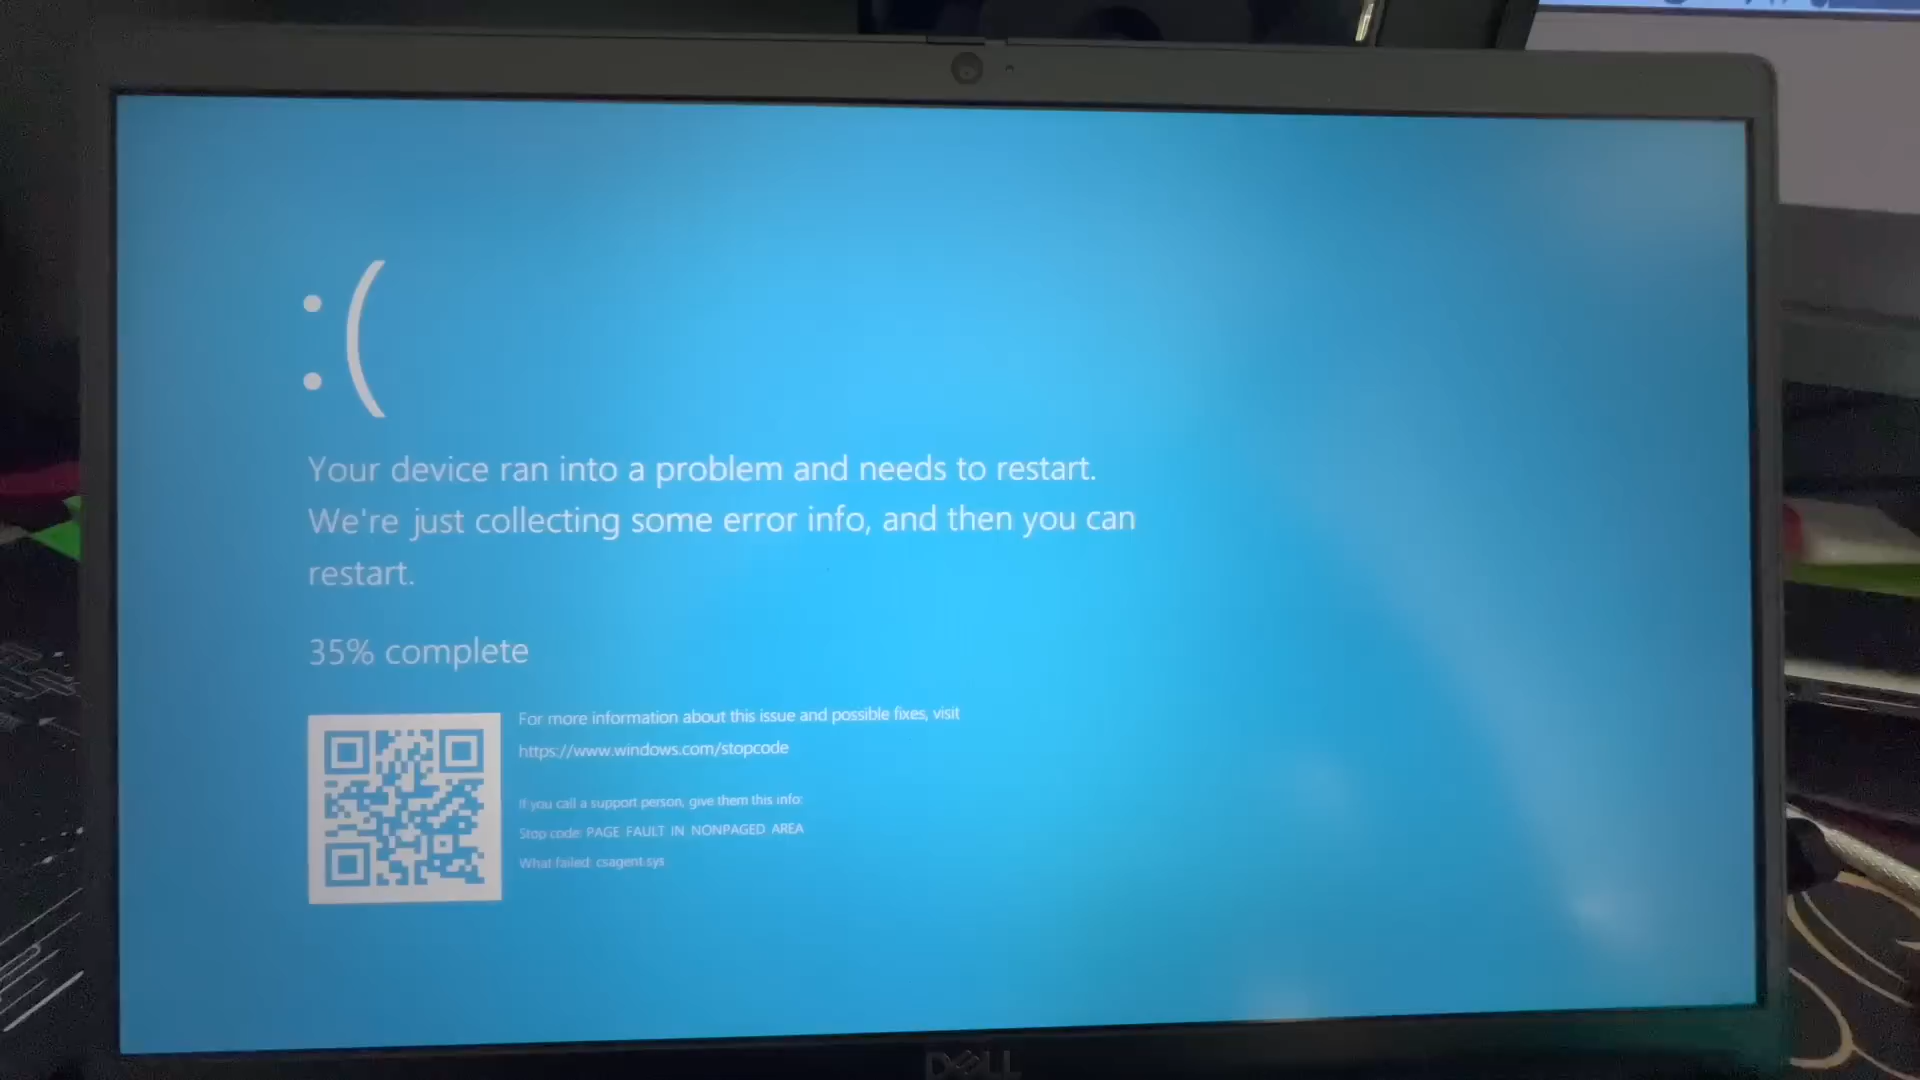 :(
Your device ran into a problem and needs to restart.
We're just collecting some error info, and then you can
restart.
35% complete
For more information about this issue and possible fixes, visit
https://www.windows.com/stopcode
If you call a support person, give them this info:
Stop code: PAGE FAULT IN NONPAGED AREA
What failed: csagent.sys
DELL